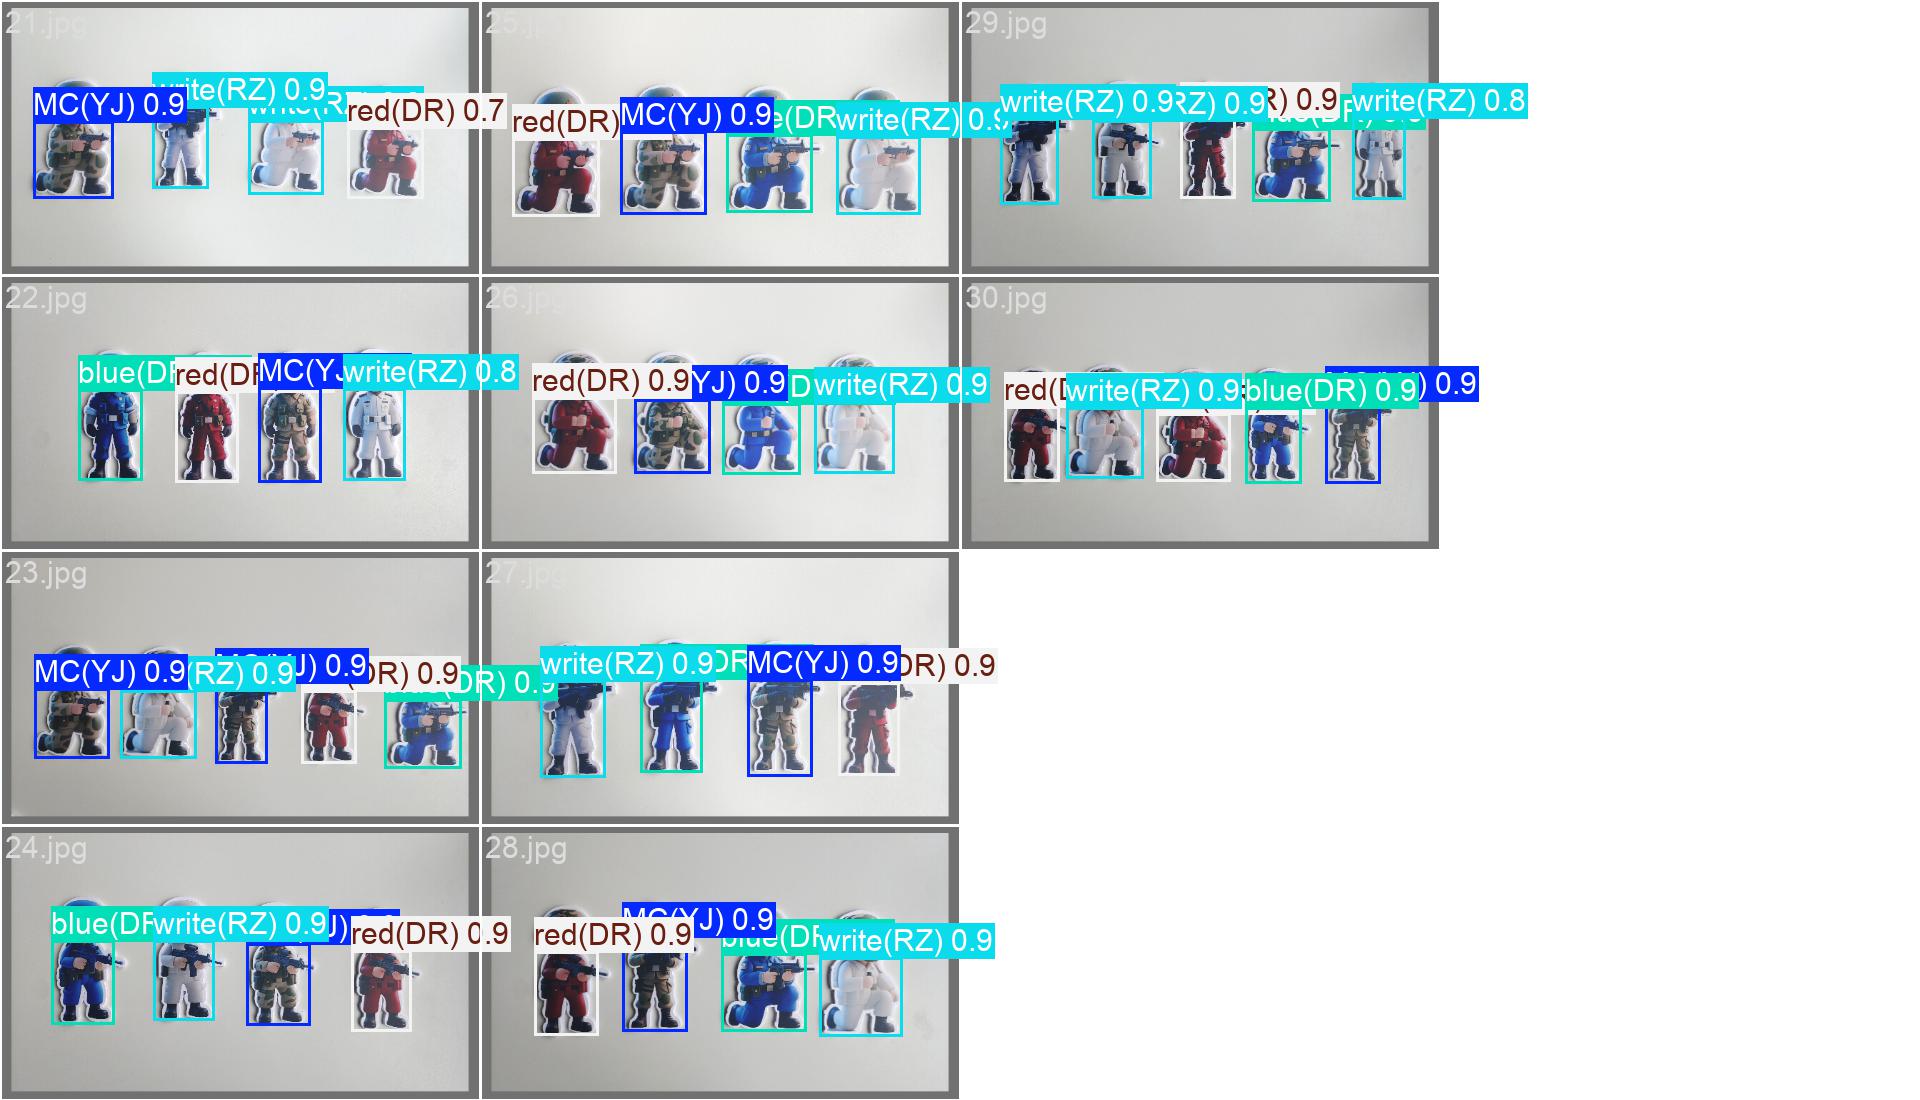 21.jpg
MC(YJ) 0.9
write(RZ) 0.9
red(DR) 0.7
25.jpg
red(DR)
MC(YJ) 0.9
write(RZ) 0.9
29.jpg
write(RZ) 0.9
RZ) 0.9
R) 0.9
write(RZ) 0.8
22.jpg
blue(D
red(D
MC(YJ
write(RZ) 0.8
26.jpg
red(DR) 0.9
YJ) 0.9
write(RZ) 0.9
30.jpg
red(D
write(RZ) 0.9
blue(DR) 0.9
) 0.9
23.jpg
MC(YJ) 0.9
(RZ) 0.9
J) 0.9
DR) 0.9
DR) 0.9
27.jpg
write(RZ) 0.9
DR
MC(YJ) 0.9
DR) 0.9
24.jpg
blue(DF
write(RZ) 0.9
J)
red(DR) 0.9
28.jpg
red(DR) 0.9
MC(YJ) 0.9
blue(DF
write(RZ) 0.9